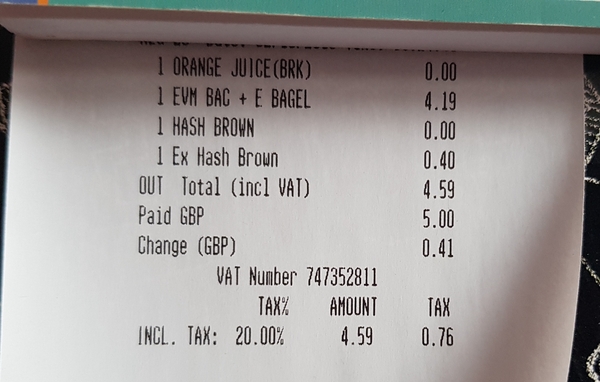 1 ORANGE JUICE(BRK) 0.00
1 EVM BAC + E BAGEL 4.19
1 HASH BROWN 0.00
1 Ex Hash Brown 0.40
OUT Total (incl VAT) 4.59
Paid GBP 5.00
Change (GBP) 0.41
VAT Number 747352811
TAX% AMOUNT TAX
INCL. TAX: 20.00% 4.59 0.76